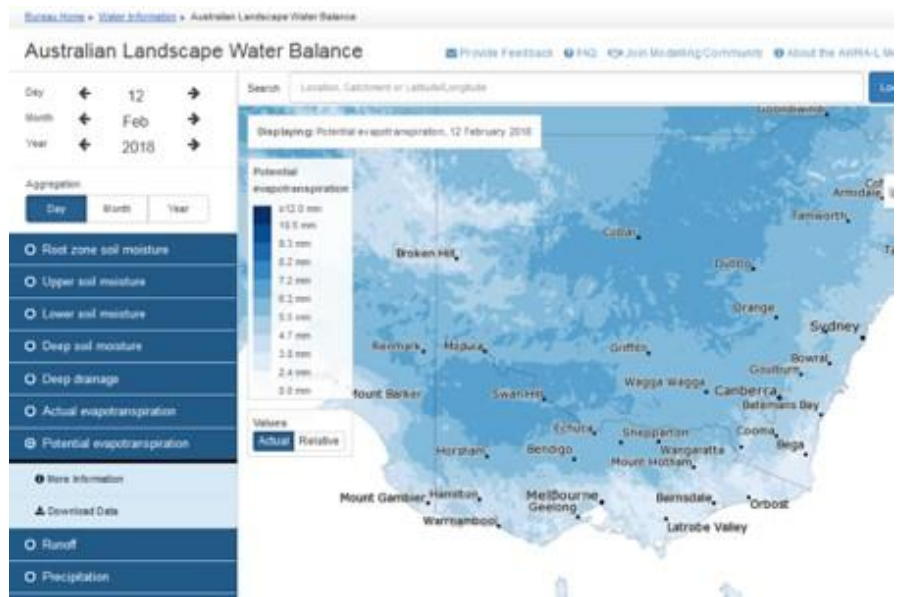 Bureau Home » Water Information » Australian Landscape Water Balance
Australian Landscape Water Balance
Provide Feedback FAQ Join Modelling Community About the AWRA-L
Day 12
Month Feb
Year 2018
Aggregation
Day Month Year
Root zone soil moisture
Upper soil moisture
Lower soil moisture
Deep soil moisture
Deep drainage
Actual evapotranspiration
Potential evapotranspiration
More Information
Download Data
Runoff
Precipitation
Search Location, Catchment or Latitude/Longitude
Displaying: Potential evapotranspiration, 12 February 2018
Potential
evapotranspiration
10.5 mm
8.2 mm
7.2 mm
6.2 mm
5.5 mm
4.7 mm
3.8 mm
2.4 mm
0.0 mm
Values
Actual Relative
Goondiwindi
Armidale
Tamworth
Cobar
Broken Hill
Dubbo
Orange
Sydney
Renmark
Mildura
Griffith
Bowral
Goulburn
Mount Barker
Swan Hill
Wagga Wagga
Canberra
Batemans Bay
Echuca
Shepparton
Cooma
Horsham
Bendigo
Wangaratta
Bega
Mount Hotham
Mount Gambier
Hamilton
Melbourne
Geelong
Bairnsdale
Orbost
Warrnambool
Latrobe Valley